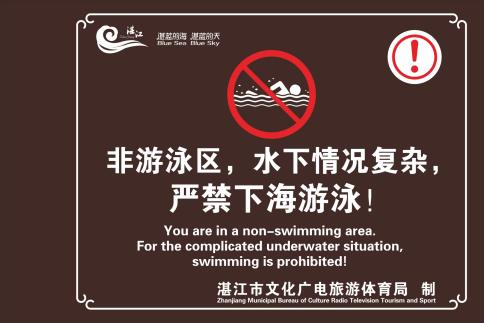 湛江
湛蓝的海 湛蓝的天
Blue Sea Blue Sky
非游泳区，水下情况复杂，
严禁下海游泳！
You are in a non-swimming area.
For the complicated underwater situation,
swimming is prohibited!
湛江市文化广电旅游体育局 制
Zhanjiang Municipal Bureau of Culture Radio Television Tourism and Sport